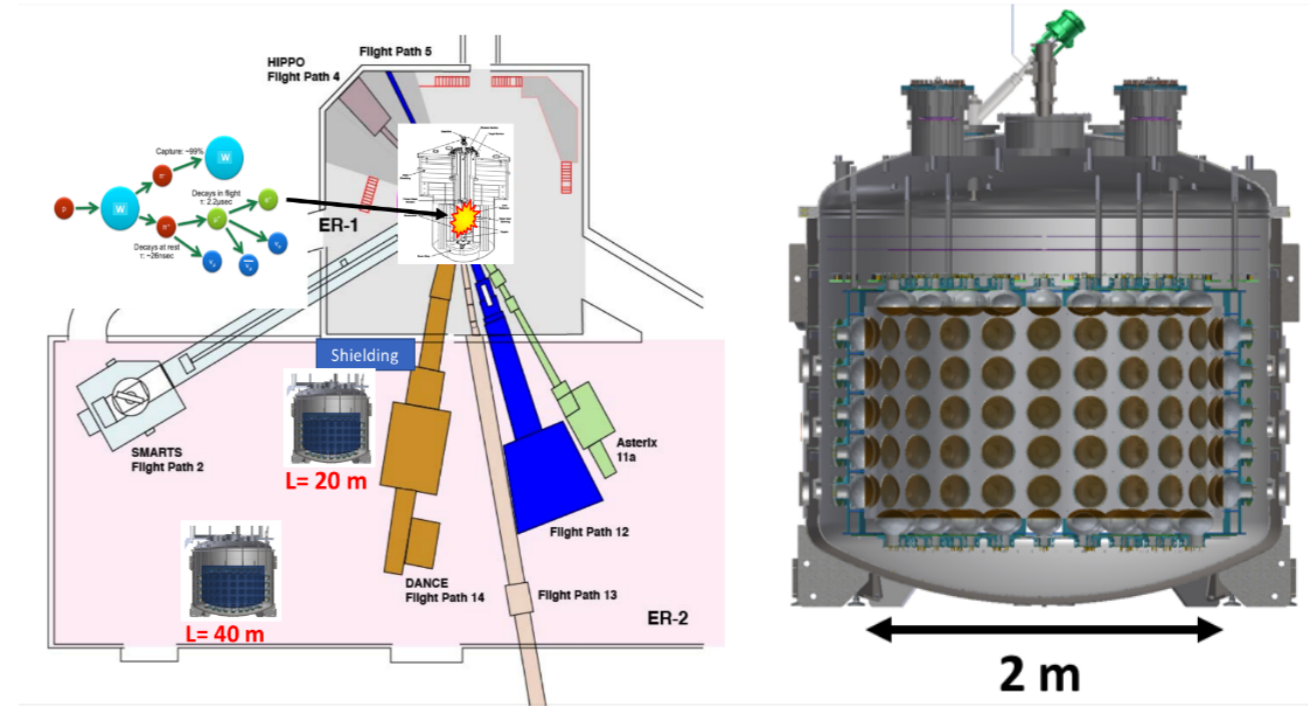 Flight Path 5
HIPPO
Flight Path 4
Capture: ~99%
W
π⁻
Decays in flight
τ: 2.2μsec
p
W
π⁺
μ⁺
e⁺
Decays at rest
τ: ~26nsec
ER-1
Shielding
SMARTS
Flight Path 2
L= 20 m
Asterix
11a
Flight Path 12
DANCE
Flight Path 14
Flight Path 13
L= 40 m
ER-2
2 m